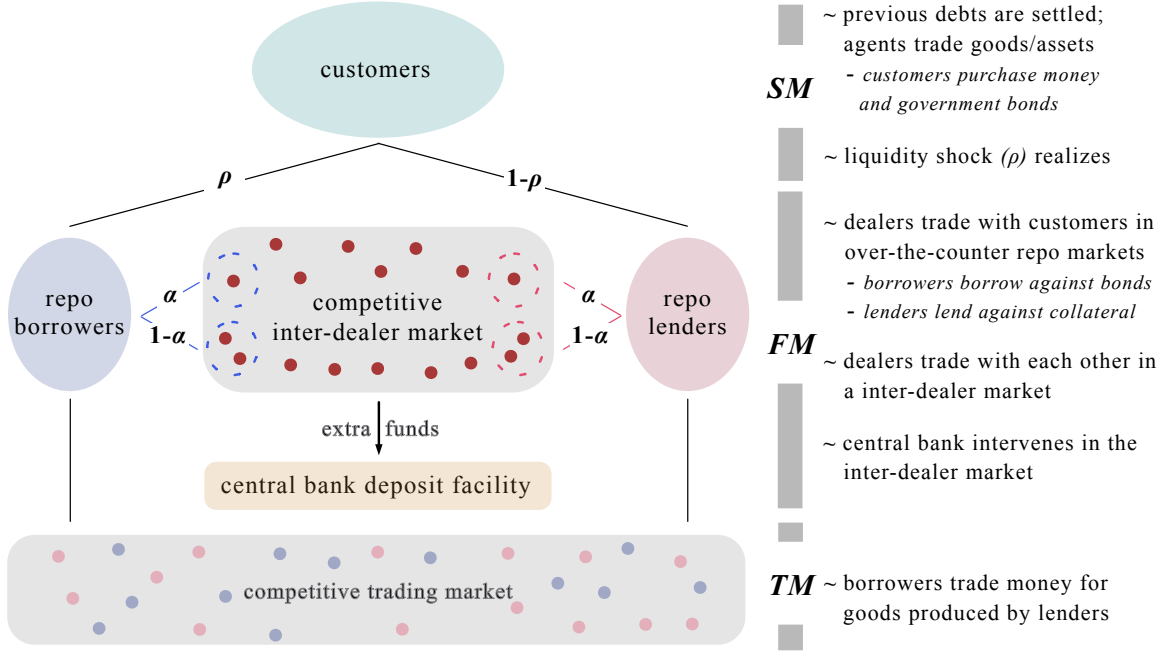 customers
ρ
1-ρ
repo
borrowers
α
1-α
competitive
inter-dealer market
α
1-α
repo
lenders
extra funds
central bank deposit facility
competitive trading market
SM
~ previous debts are settled;
agents trade goods/assets
- customers purchase money
and government bonds
~ liquidity shock (ρ) realizes
FM
~ dealers trade with customers in
over-the-counter repo markets
- borrowers borrow against bonds
- lenders lend against collateral
~ dealers trade with each other in
a inter-dealer market
~ central bank intervenes in the
inter-dealer market
TM
~ borrowers trade money for
goods produced by lenders